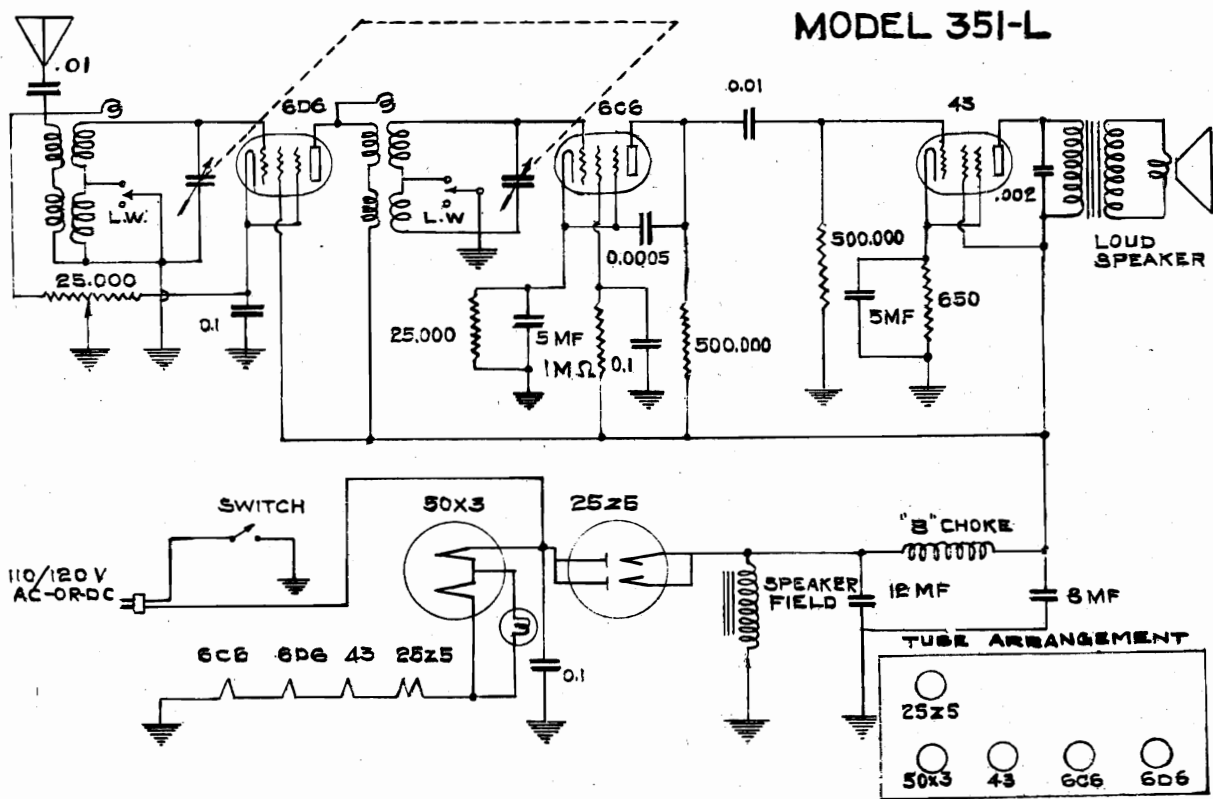 MODEL 351-L
.01
6D6
6C6
0.01
43
L.W.
L.W.
.002
LOUD
SPEAKER
25.000
0.1
0.0005
500.000
25.000
5 MF
1 MΩ
0.1
500.000
5MF
650
SWITCH
50X3
25Z5
"B" CHOKE
110/120 V
AC-OR-DC
SPEAKER
FIELD
12 MF
8 MF
6C6 6D6 43 25Z5
0.1
TUBE ARRANGEMENT
25Z5
50X3 43 6C6 6D6